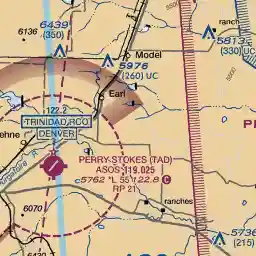 6439
(350)
6136
Model
ranch
5813
(330) UC
5976
(260) UC
Earl
122.2
TRINIDAD RCO
DENVER
PERRY STOKES (TAD)
ASOS 119.025
5762 *L 55 122.8 C
RP 21
6070
ranches
5736
(215)